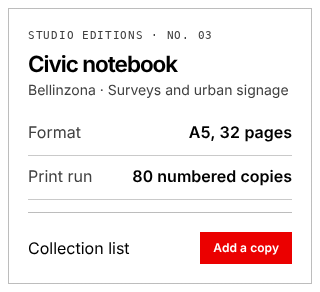 STUDIO EDITIONS · NO. 03
Civic notebook
Bellinzona · Surveys and urban signage
Format A5, 32 pages
Print run 80 numbered copies
Collection list Add a copy